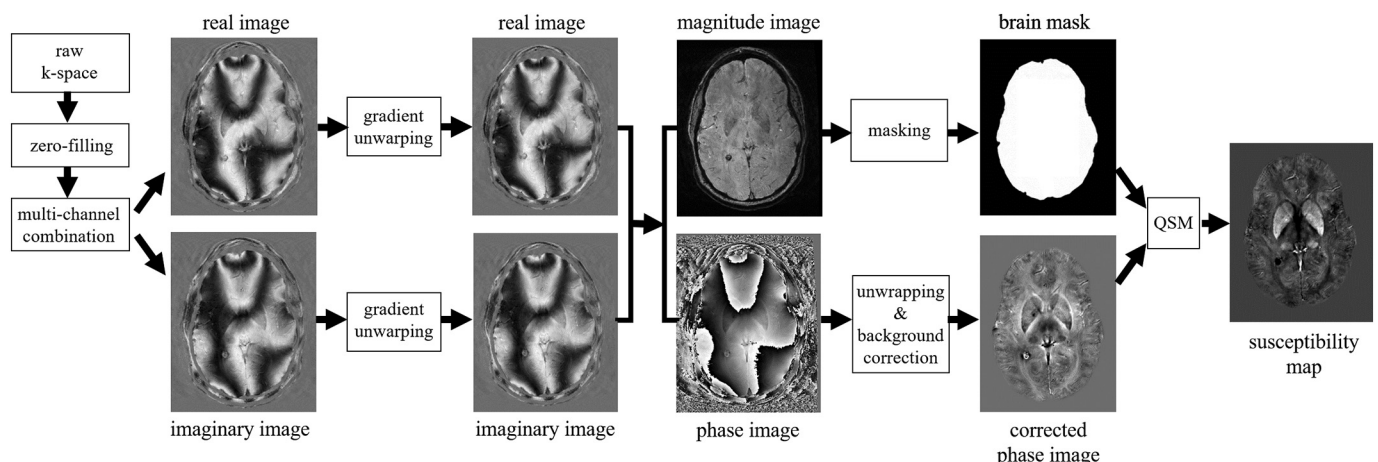 raw
k-space
zero-filling
multi-channel
combination
real image
imaginary image
gradient
unwarping
gradient
unwarping
real image
imaginary image
magnitude image
phase image
masking
unwrapping
&
background
correction
brain mask
corrected
phase image
QSM
susceptibility
map